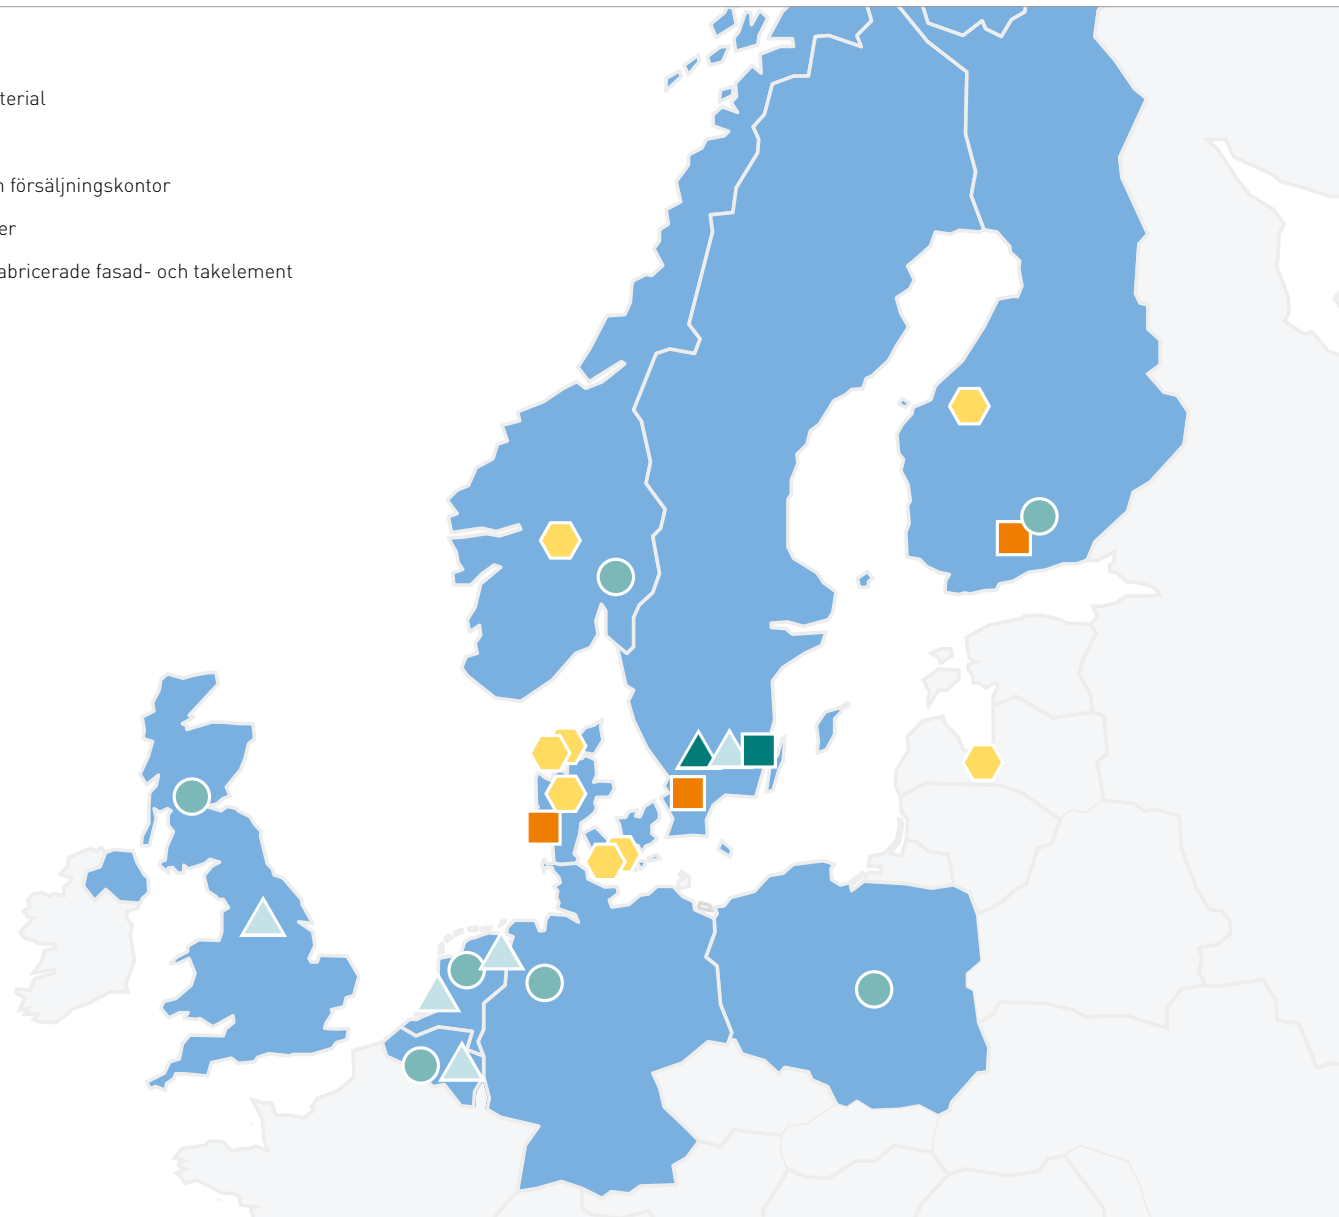 terial
n försäljningskontor
er
abricerade fasad- och takelement